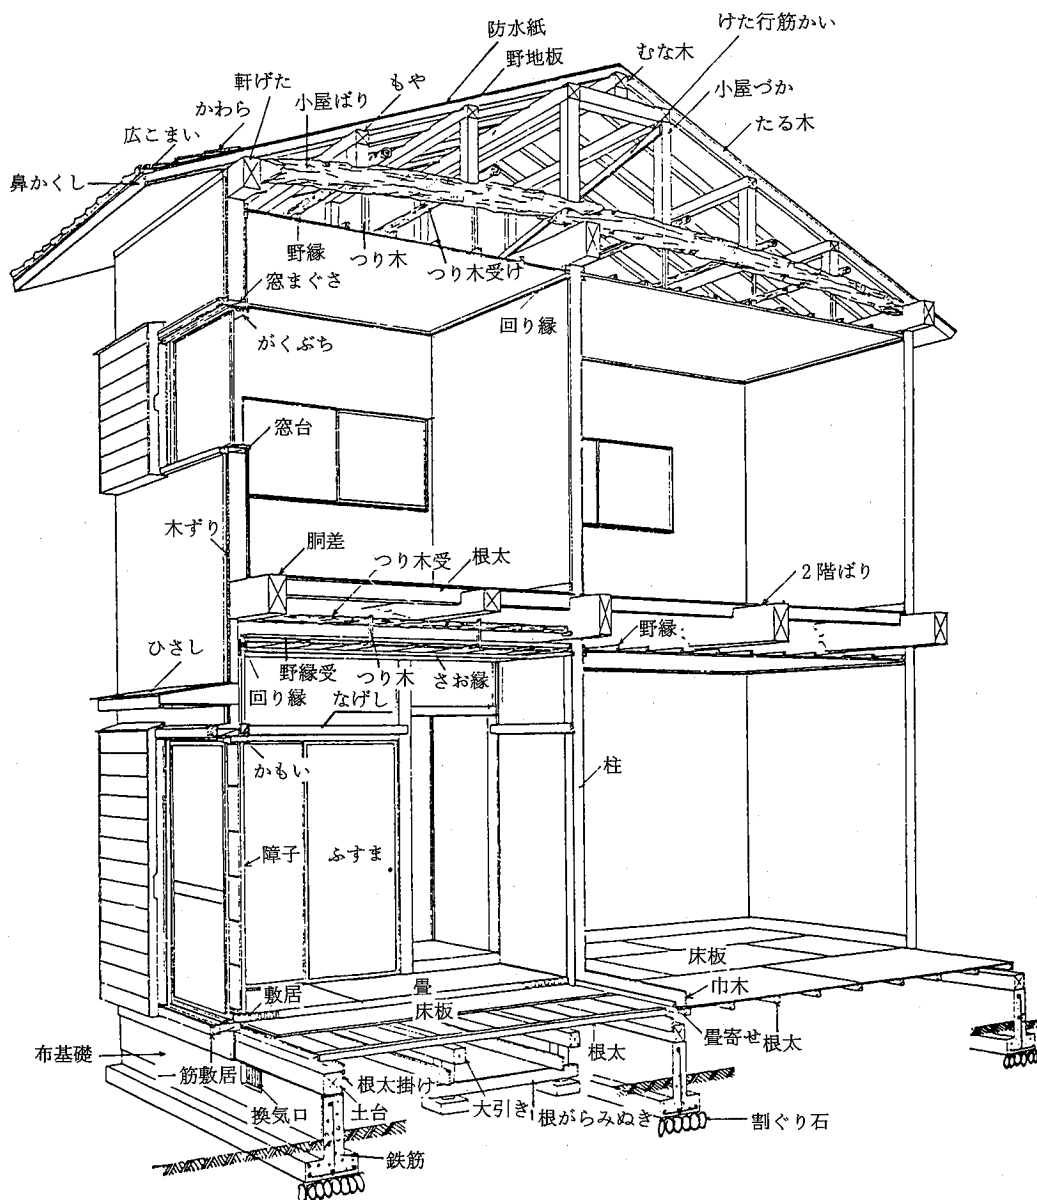 防水紙
けた行筋かい
野地板
むな木
軒げた
もや
小屋ばり
小屋づか
かわら
たる木
広こまい
鼻かくし
野縁
つり木
つり木受け
窓まぐさ
回り縁
がくぶち
窓台
木ずり
胴差
つり木受
根太
2階ばり
野縁
ひさし
野縁受
つり木
さお縁
回り縁
なげし
かもい
柱
障子
ふすま
床板
畳
敷居
巾木
床板
畳寄せ
根太
根太
布基礎
一筋敷居
根太掛け
大引き
換気口
土台
根がらみぬき
割ぐり石
鉄筋